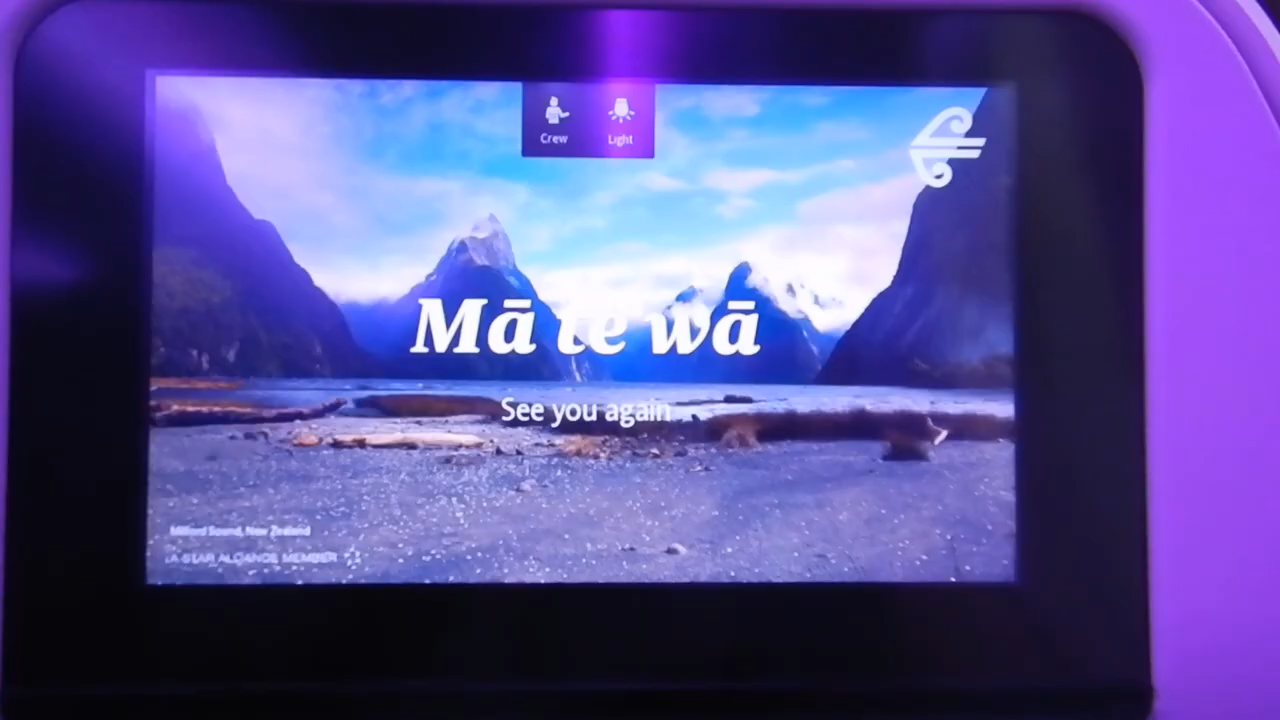 Crew
Light
Mā te wā
See you again
Milford Sound, New Zealand
A STAR ALLIANCE MEMBER